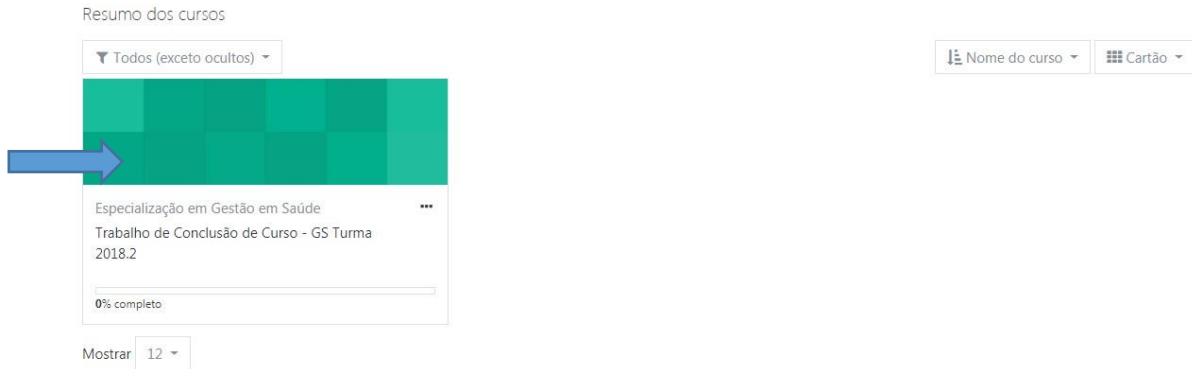 Resumo dos cursos
Todos (exceto ocultos)
Nome do curso
Cartão
Especialização em Gestão em Saúde
Trabalho de Conclusão de Curso - GS Turma
2018.2
0% completo
Mostrar 12